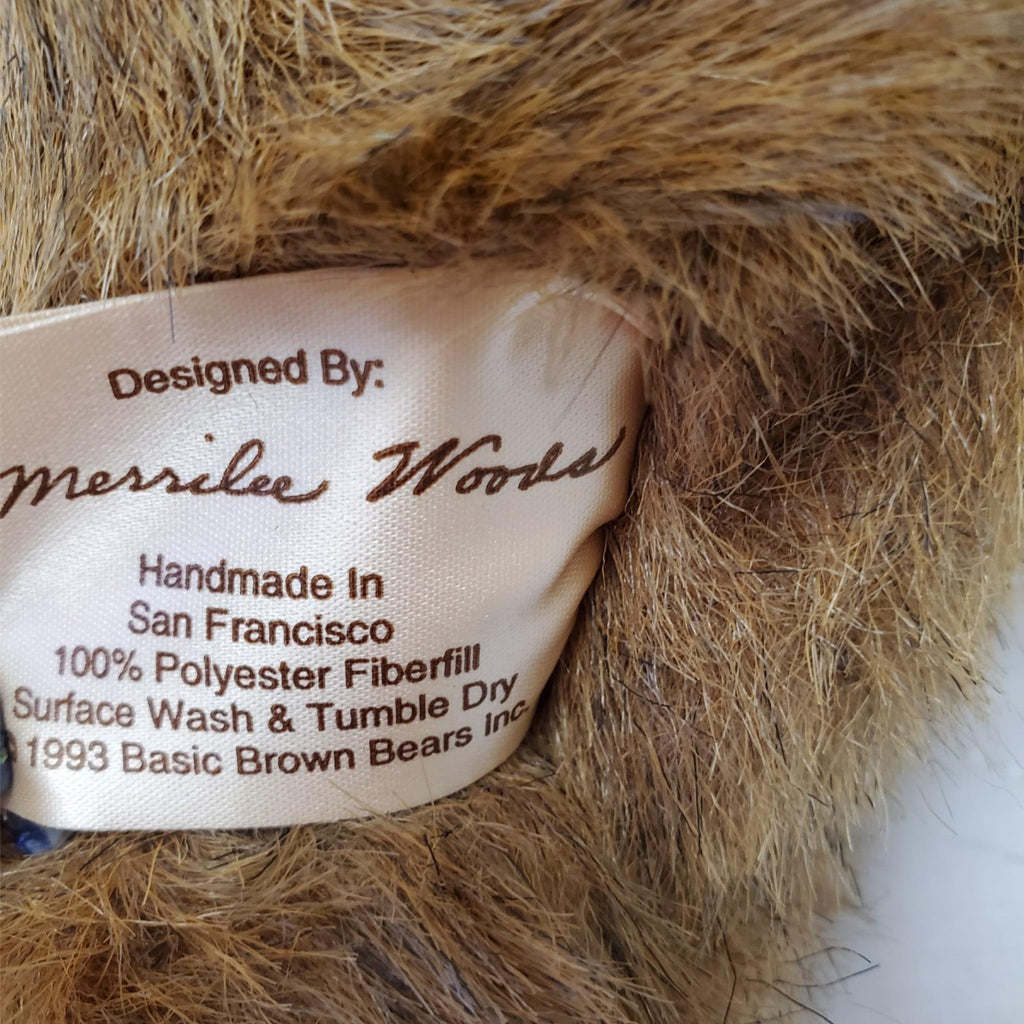 Designed By:
Merrilee Woods
Handmade In
San Francisco
100% Polyester Fiberfill
Surface Wash & Tumble Dry
1993 Basic Brown Bears Inc.